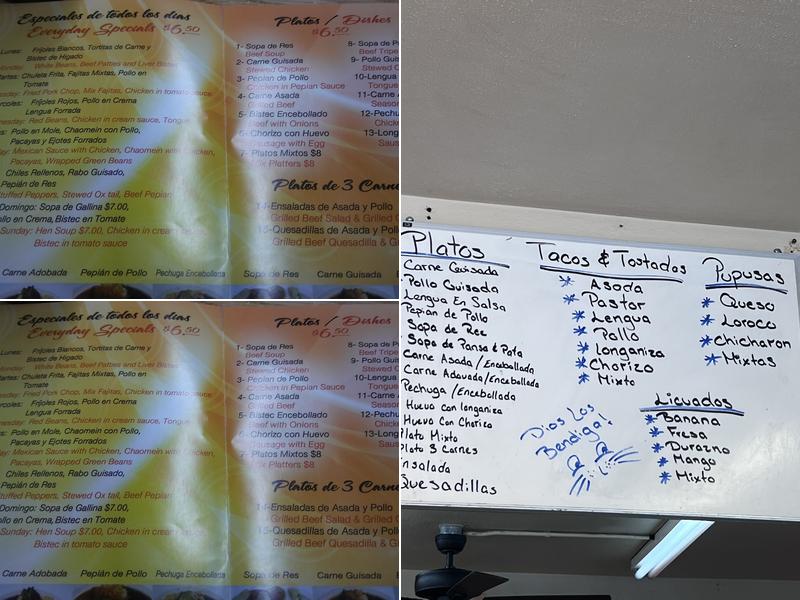 Especiales de todos los dias
Everyday Specials $6.50
Lunes: Frijoles Blancos, Tortitas de Carne y
Bistec de Higado
Monday: White Beans, Beef Patties and Liver Bistec
Martes: Chuleta Frita, Fajitas Mixtas, Pollo en
Tomate
Tuesday: Fried Pork Chop, Mix Fajitas, Chicken in tomato sauce
Frijoles Rojos, Pollo en Crema
Lengua Forrada
Red Beans, Chicken in cream sauce, Tongue
Pollo en Mole, Chaomein con Pollo,
Pacayas y Ejotes Forrados
Mexican Sauce with Chicken, Chaomein with Chicken,
Pacayas, Wrapped Green Beans
Chiles Rellenos, Rabo Guisado,
Pepián de Res
Stuffed Peppers, Stewed Ox tail, Beef Pepian
Domingo: Sopa de Gallina $7.00,
Pollo en Crema, Bistec en Tomate
Sunday: Hen Soup $7.00, Chicken in cream
Bistec in tomato sauce
Carne Adobada Pepián de Pollo Pechuga Encebollada
Platos / Dishes
$6.50
1- Sopa de Res
Beef Soup
2- Carne Guisada
Stewed Chicken
3- Pepian de Pollo
Chicken in Pepian Sauce
4- Carne Asada
Grilled Beef
5- Bistec Encebollado
Beef with Onions
6- Chorizo con Huevo
Sausage with Egg
7- Platos Mixtos $8
Mix Platters $8
8- Sopa de
Beef Tripe
9- Pollo Guis
Stewed C
10-Lengua
Tongue
11-Carne
Season
12-Pechu
Chick
13-Long
Saus
Platos de 3 Carne
14-Ensaladas de Asada y Pollo
Grilled Beef Salad & Grilled C
15-Quesadillas de Asada y Pollo
Grilled Beef Quesadilla & G
Sopa de Res Carne Guisada
Especiales de todos los dias
Everyday Specials $6.50
Lunes: Frijoles Blancos, Tortitas de Carne y
Bistec de Higado
Monday: White Beans, Beef Patties and Liver Bistec
Martes: Chuleta Frita, Fajitas Mixtas, Pollo en
Tomate
Tuesday: Fried Pork Chop, Mix Fajitas, Chicken in tomato sauce
Frijoles Rojos, Pollo en Crema
Lengua Forrada
Red Beans, Chicken in cream sauce, Tongue
Pollo en Mole, Chaomein con Pollo,
Pacayas y Ejotes Forrados
Mexican Sauce with Chicken, Chaomein with Chicken,
Pacayas, Wrapped Green Beans
Chiles Rellenos, Rabo Guisado,
Pepián de Res
Stuffed Peppers, Stewed Ox tail, Beef Pepian
Domingo: Sopa de Gallina $7.00,
Pollo en Crema, Bistec en Tomate
Sunday: Hen Soup $7.00, Chicken in cream
Bistec in tomato sauce
Carne Adobada Pepián de Pollo Pechuga Encebollada
Platos / Dishes
$6.50
1- Sopa de Res
Beef Soup
2- Carne Guisada
Stewed Chicken
3- Pepian de Pollo
Chicken in Pepian Sauce
4- Carne Asada
Grilled Beef
5- Bistec Encebollado
Beef with Onions
6- Chorizo con Huevo
Sausage with Egg
7- Platos Mixtos $8
Mix Platters $8
8- Sopa de
Beef Tripe
9- Pollo Gui
Stewed C
10-Lengua
Tongue
11-Carne
Season
12-Pechu
Chick
13-Long
Saus
Platos de 3 Carne
14-Ensaladas de Asada y Pollo
Grilled Beef Salad & Grilled C
15-Quesadillas de Asada y Pollo
Grilled Beef Quesadilla & G
Sopa de Res Carne Guisada
Platos
Carne Guisada
Pollo Guisada
Lengua En Salsa
Pepian de Pollo
Sopa de Res
Sopa de Pansa & Pata
Carne Asada / Encebollada
Carne Adovada / Encebollada
Pechuga / Encebollada
Huevo con longaniza
Huevo Con Chorizo
Plato Mixto
Plato 3 Carnes
Ensalada
Quesadillas
Tacos & Tostados
* Asada
* Pastor
* Lengua
* Pollo
* Longaniza
* Chorizo
* Mixto
Dios Los
Bendiga!
Pupusas
* Queso
* Loroco
* chicharon
* Mixtas
Licuados
* Banana
* Fresa
* Durazno
* Mango
* Mixto